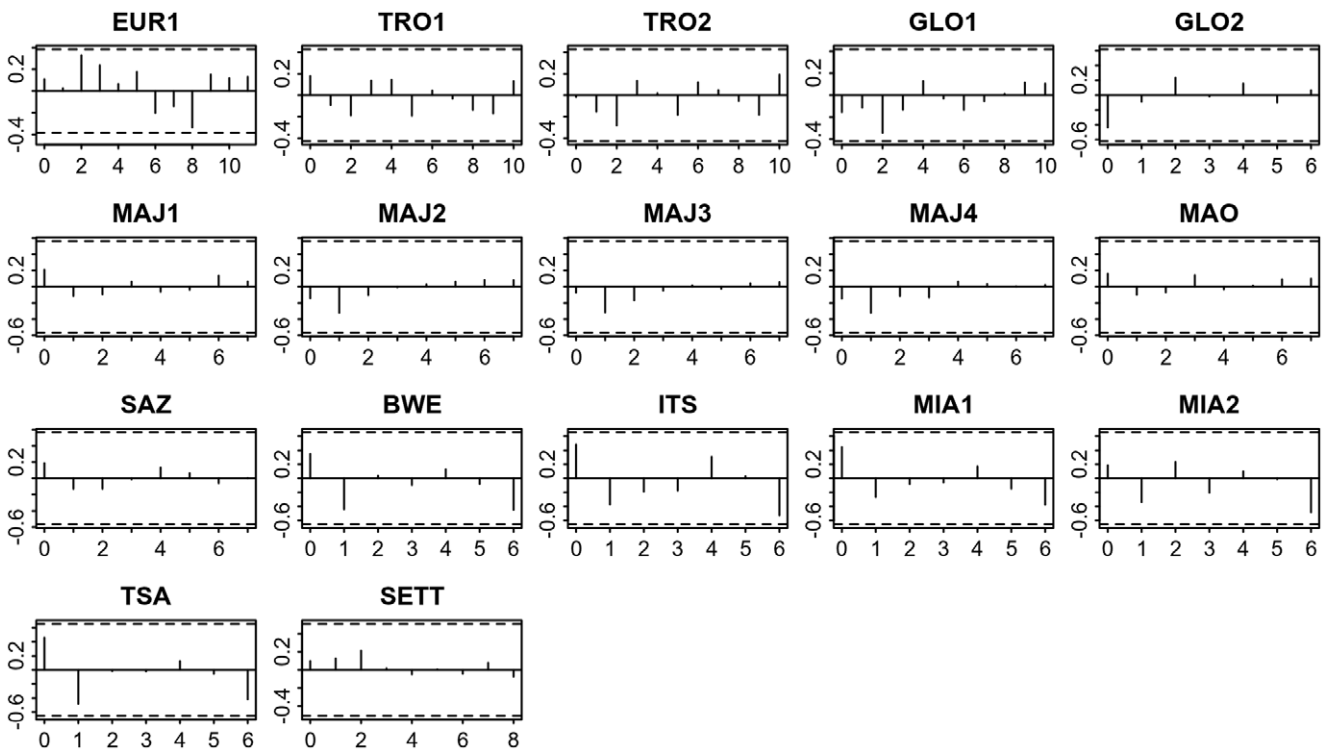 EUR1 TRO1 TRO2 GLO1 GLO2
0.2 0.2 0.2 0.2 0.2
-0.4 -0.4 -0.4 -0.4 -0.6
0 2 4 6 8 10 0 2 4 6 8 10 0 2 4 6 8 10 0 2 4 6 8 10 0 1 2 3 4 5 6
MAJ1 MAJ2 MAJ3 MAJ4 MAO
0.2 0.2 0.2 0.2 0.2
-0.6 -0.6 -0.6 -0.6 -0.6
0 2 4 6 0 2 4 6 0 2 4 6 0 2 4 6 0 2 4 6
SAZ BWE ITS MIA1 MIA2
0.2 0.2 0.2 0.2 0.2
-0.6 -0.6 -0.6 -0.6 -0.6
0 2 4 6 0 1 2 3 4 5 6 0 1 2 3 4 5 6 0 1 2 3 4 5 6 0 1 2 3 4 5 6
TSA SETT
0.2 0.2
-0.6 -0.4
0 1 2 3 4 5 6 0 2 4 6 8